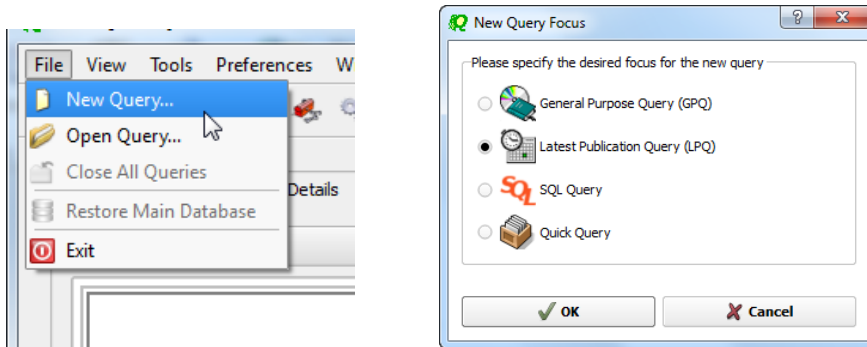 File View Tools Preferences W
New Query...
Open Query...
Close All Queries
Details
Restore Main Database
Exit
New Query Focus
Please specify the desired focus for the new query
General Purpose Query (GPQ)
Latest Publication Query (LPQ)
SQL SQL Query
Quick Query
OK Cancel